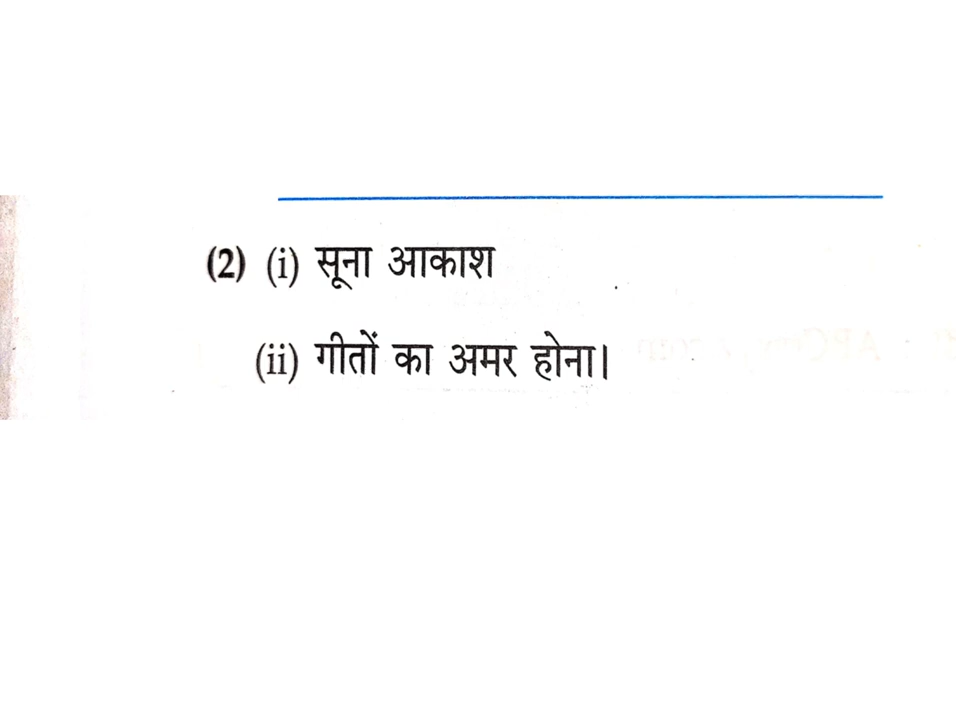 (2) (i) सूना आकाश
(ii) गीतों का अमर होना।